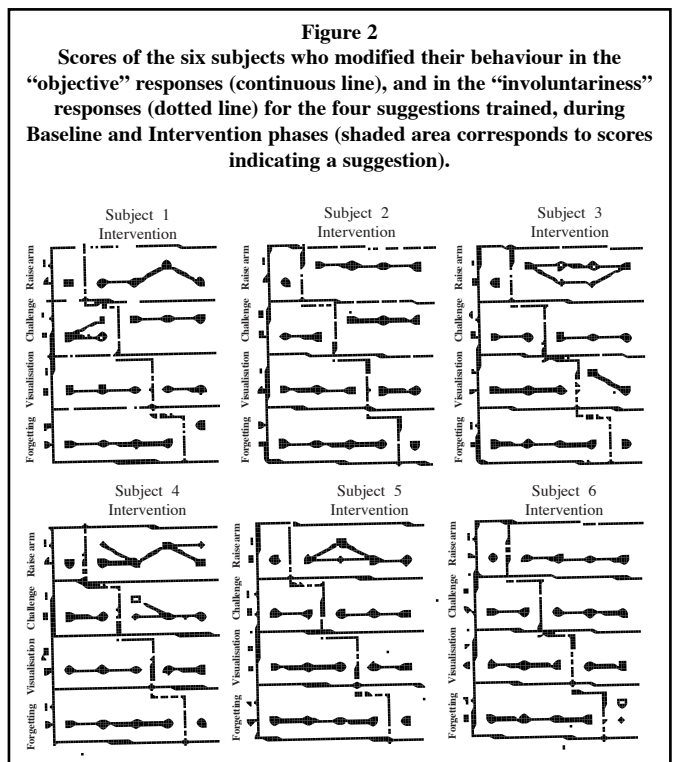 Figure 2
Scores of the six subjects who modified their behaviour in the
“objective” responses (continuous line), and in the “involuntariness”
responses (dotted line) for the four suggestions trained, during
Baseline and Intervention phases (shaded area corresponds to scores
indicating a suggestion).
Subject 1
Intervention
Subject 2
Intervention
Subject 3
Intervention
Raise arm
Challenge
Visualisation
Forgetting
Raise arm
Challenge
Visualisation
Forgetting
Raise arm
Challenge
Visualisation
Forgetting
Subject 4
Intervention
Subject 5
Intervention
Subject 6
Intervention
Raise arm
Challenge
Visualisation
Forgetting
Raise arm
Challenge
Visualisation
Forgetting
Raise arm
Challenge
Visualisation
Forgetting